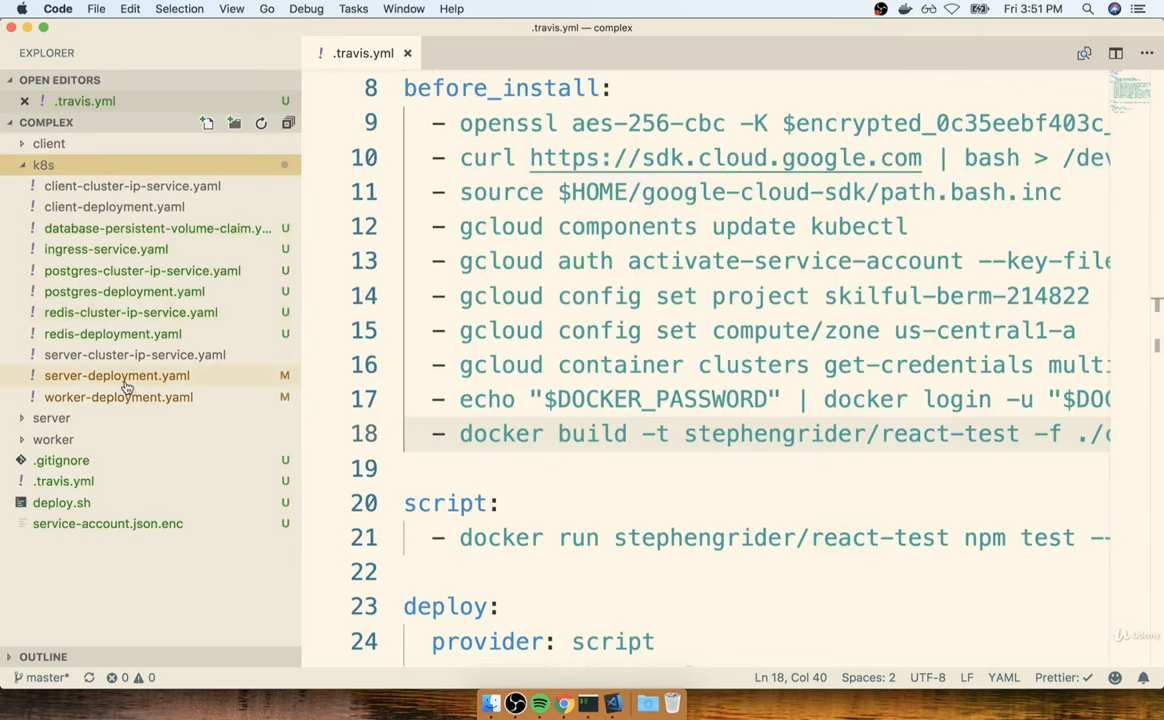 Code File Edit Selection View Go Debug Tasks Window Help Fri 3:51 PM
.travis.yml — complex
EXPLORER
! .travis.yml ×
OPEN EDITORS
× ! .travis.yml U
COMPLEX
client
k8s
! client-cluster-ip-service.yaml
! client-deployment.yaml
! database-persistent-volume-claim.y... U
! ingress-service.yaml U
! postgres-cluster-ip-service.yaml U
! postgres-deployment.yaml U
! redis-cluster-ip-service.yaml U
! redis-deployment.yaml U
! server-cluster-ip-service.yaml
! server-deployment.yaml M
! worker-deployment.yaml M
server
worker
.gitignore U
! .travis.yml U
deploy.sh U
service-account.json.enc U
OUTLINE
8 before_install:
9 - openssl aes-256-cbc -K $encrypted_0c35eebf403c_
10 - curl https://sdk.cloud.google.com | bash > /dev
11 - source $HOME/google-cloud-sdk/path.bash.inc
12 - gcloud components update kubectl
13 - gcloud auth activate-service-account --key-file
14 - gcloud config set project skilful-berm-214822
15 - gcloud config set compute/zone us-central1-a
16 - gcloud container clusters get-credentials multi
17 - echo "$DOCKER_PASSWORD" | docker login -u "$DOC
18 - docker build -t stephengrider/react-test -f ./c
19
20 script:
21 - docker run stephengrider/react-test npm test --
22
23 deploy:
24 provider: script
Udemy
master* 0 0 Ln 18, Col 40 Spaces: 2 UTF-8 LF YAML Prettier: ✓